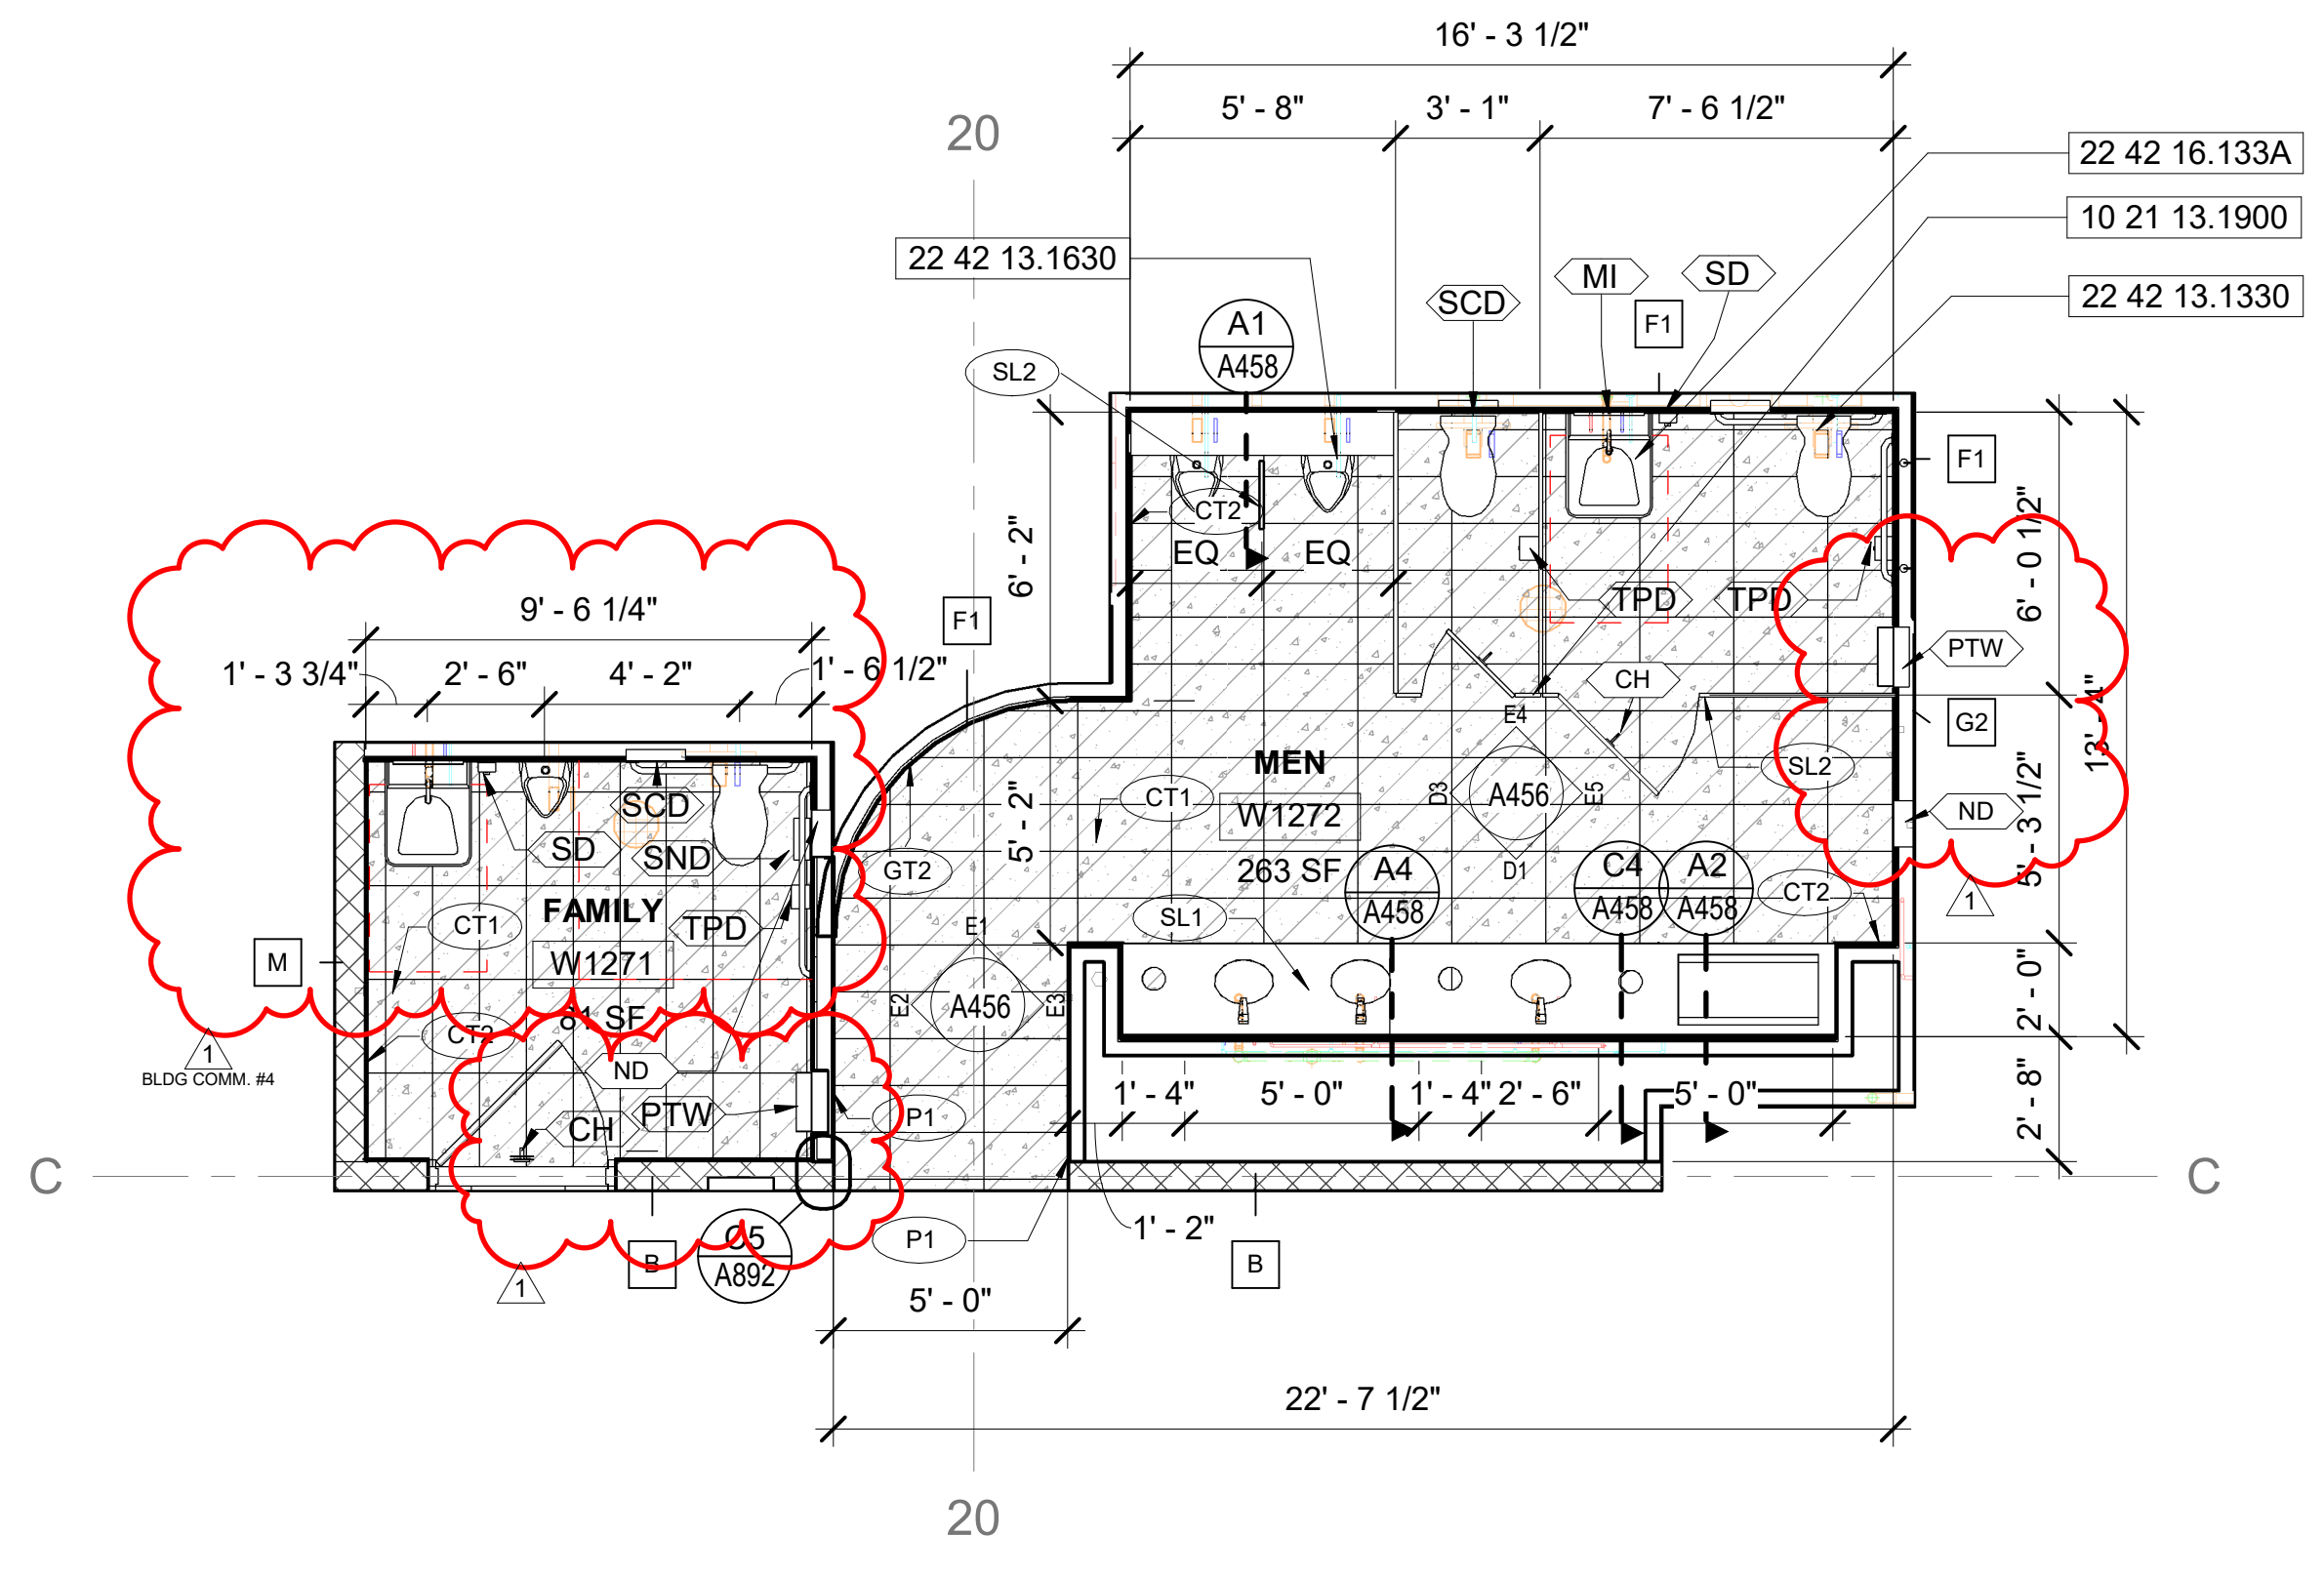 16' - 3 1/2"
5' - 8"
3' - 1"
7' - 6 1/2"
20
22 42 16.133A
10 21 13.1900
22 42 13.1330
22 42 13.1630
SCD
MI
SD
F1
A1
A458
SL2
F1
CT2
EQ
EQ
6' - 2"
6' - 0 1/2"
TPD
TPD
9' - 6 1/4"
F1
1' - 3 3/4"
2' - 6"
4' - 2"
1' - 6 1/2"
PTW
CH
E4
G2
13' - 4"
MEN
SL2
D3
A456
E5
CT1
W1272
5' - 2"
5' - 3 1/2"
ND
SCD
SD
SND
GT2
263 SF
D1
A4
A458
C4
A458
A2
A458
CT2
1
CT1
FAMILY
TPD
SL1
E1
M
W1271
E2
A456
E3
2' - 0"
81 SF
CT2
1
BLDG COMM. #4
ND
1' - 4"
5' - 0"
1' - 4"
2' - 6"
5' - 0"
2' - 8"
CH
PTW
P1
C
C
P1
1' - 2"
C5
A892
B
B
1
5' - 0"
22' - 7 1/2"
20